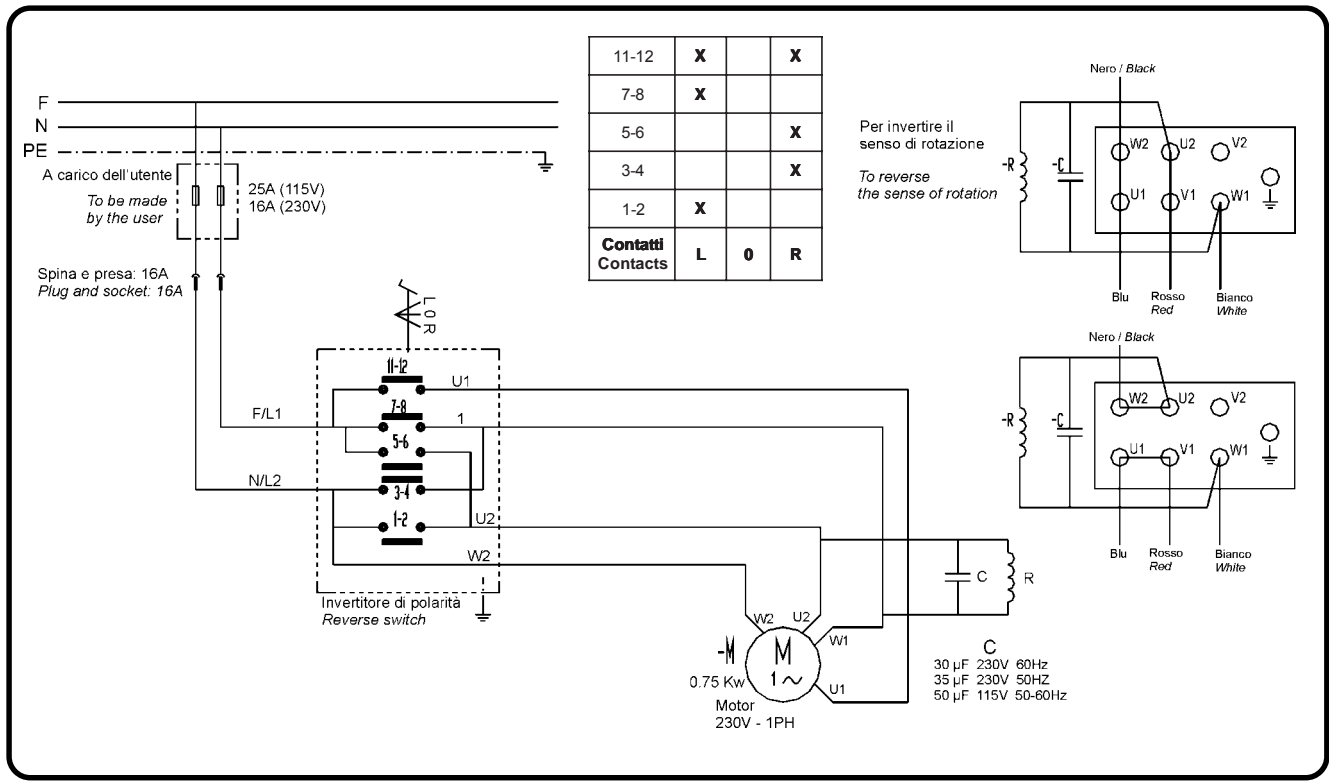 F
N
PE
A carico dell'utente
To be made
by the user
25A (115V)
16A (230V)
Spina e presa: 16A
Plug and socket: 16A
11-12 X X
7-8 X
5-6 X
3-4 X
1-2 X
Contatti
Contacts L 0 R
Per invertire il
senso di rotazione
To reverse
the sense of rotation
Nero / Black
-R
-C
W2 U2 V2
U1 V1 W1
Blu Rosso Bianco
Red White
Nero / Black
-R
-C
W2 U2 V2
U1 V1 W1
Blu Rosso Bianco
Red White
L 0 R
11-12
U1
7-8
F/L1
1
5-6
N/L2
3-4
1-2
U2
W2
Invertitore di polarità
Reverse switch
C
R
W2
U2
W1
U1
-M
M
1~
0.75 Kw
Motor
230V - 1PH
C
30 µF 230V 60Hz
35 µF 230V 50HZ
50 µF 115V 50-60Hz